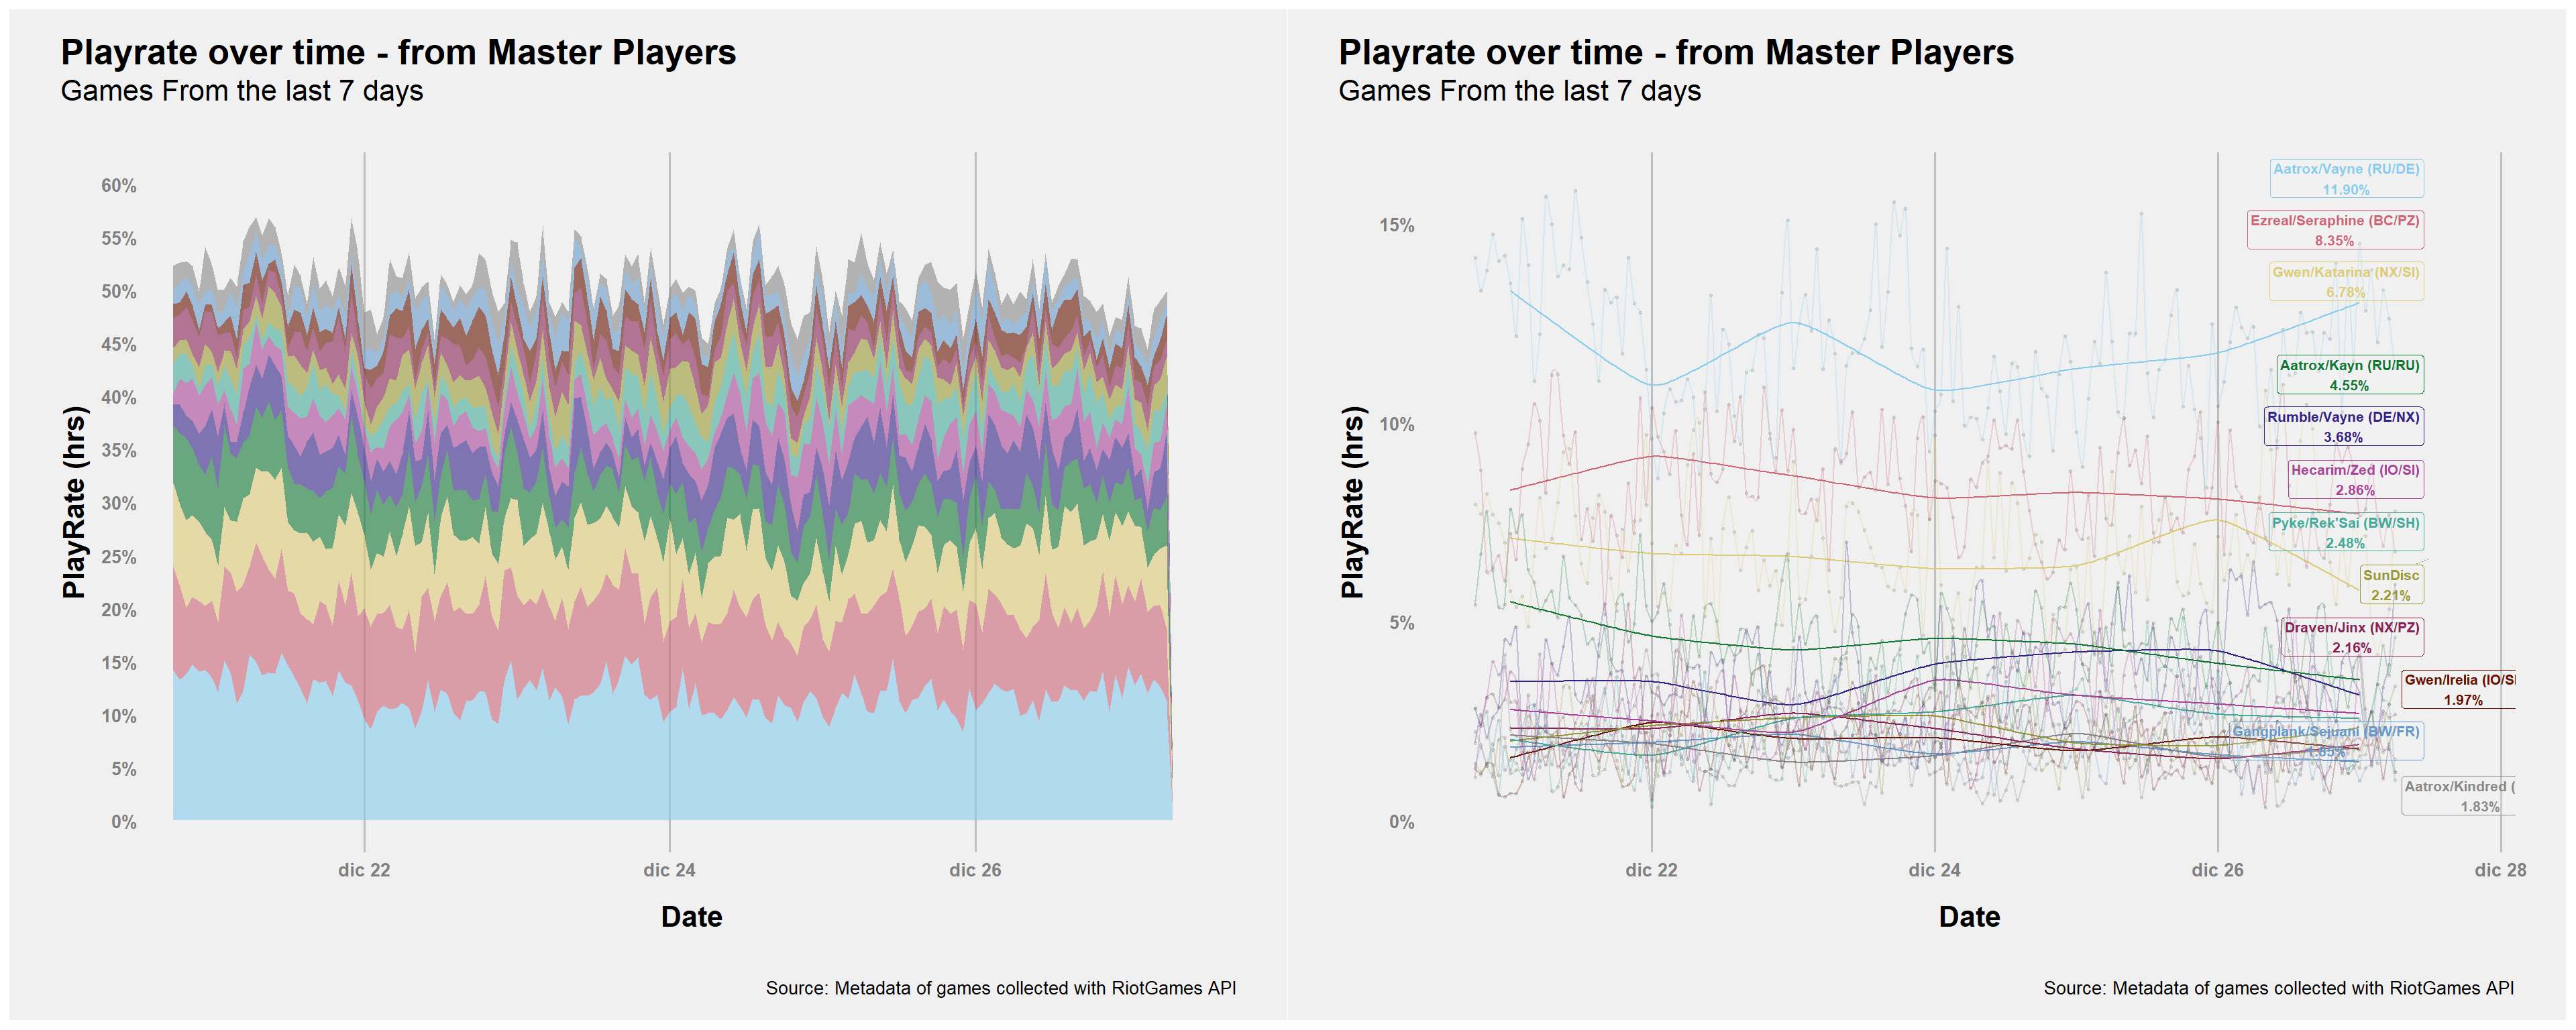 Playrate over time - from Master Players
Games From the last 7 days
60%
55%
50%
45%
40%
35%
30%
25%
20%
15%
10%
5%
0%
PlayRate (hrs)
dic 22
dic 24
dic 26
Date
Source: Metadata of games collected with RiotGames API
Playrate over time - from Master Players
Games From the last 7 days
15%
10%
5%
0%
PlayRate (hrs)
Aatrox/Vayne (RU/DE)
11.90%
Ezreal/Seraphine (BC/PZ)
8.35%
Gwen/Katarina (NX/SI)
6.78%
Aatrox/Kayn (RU/RU)
4.55%
Rumble/Vayne (DE/NX)
3.68%
Hecarim/Zed (IO/SI)
2.86%
Pyke/Rek'Sai (BW/SH)
2.48%
SunDisc
2.21%
Draven/Jinx (NX/PZ)
2.16%
Gwen/Irelia (IO/SI
1.97%
Gangplank/Sejuani (BW/FR)
1.85%
Aatrox/Kindred (
1.83%
dic 22
dic 24
dic 26
dic 28
Date
Source: Metadata of games collected with RiotGames API